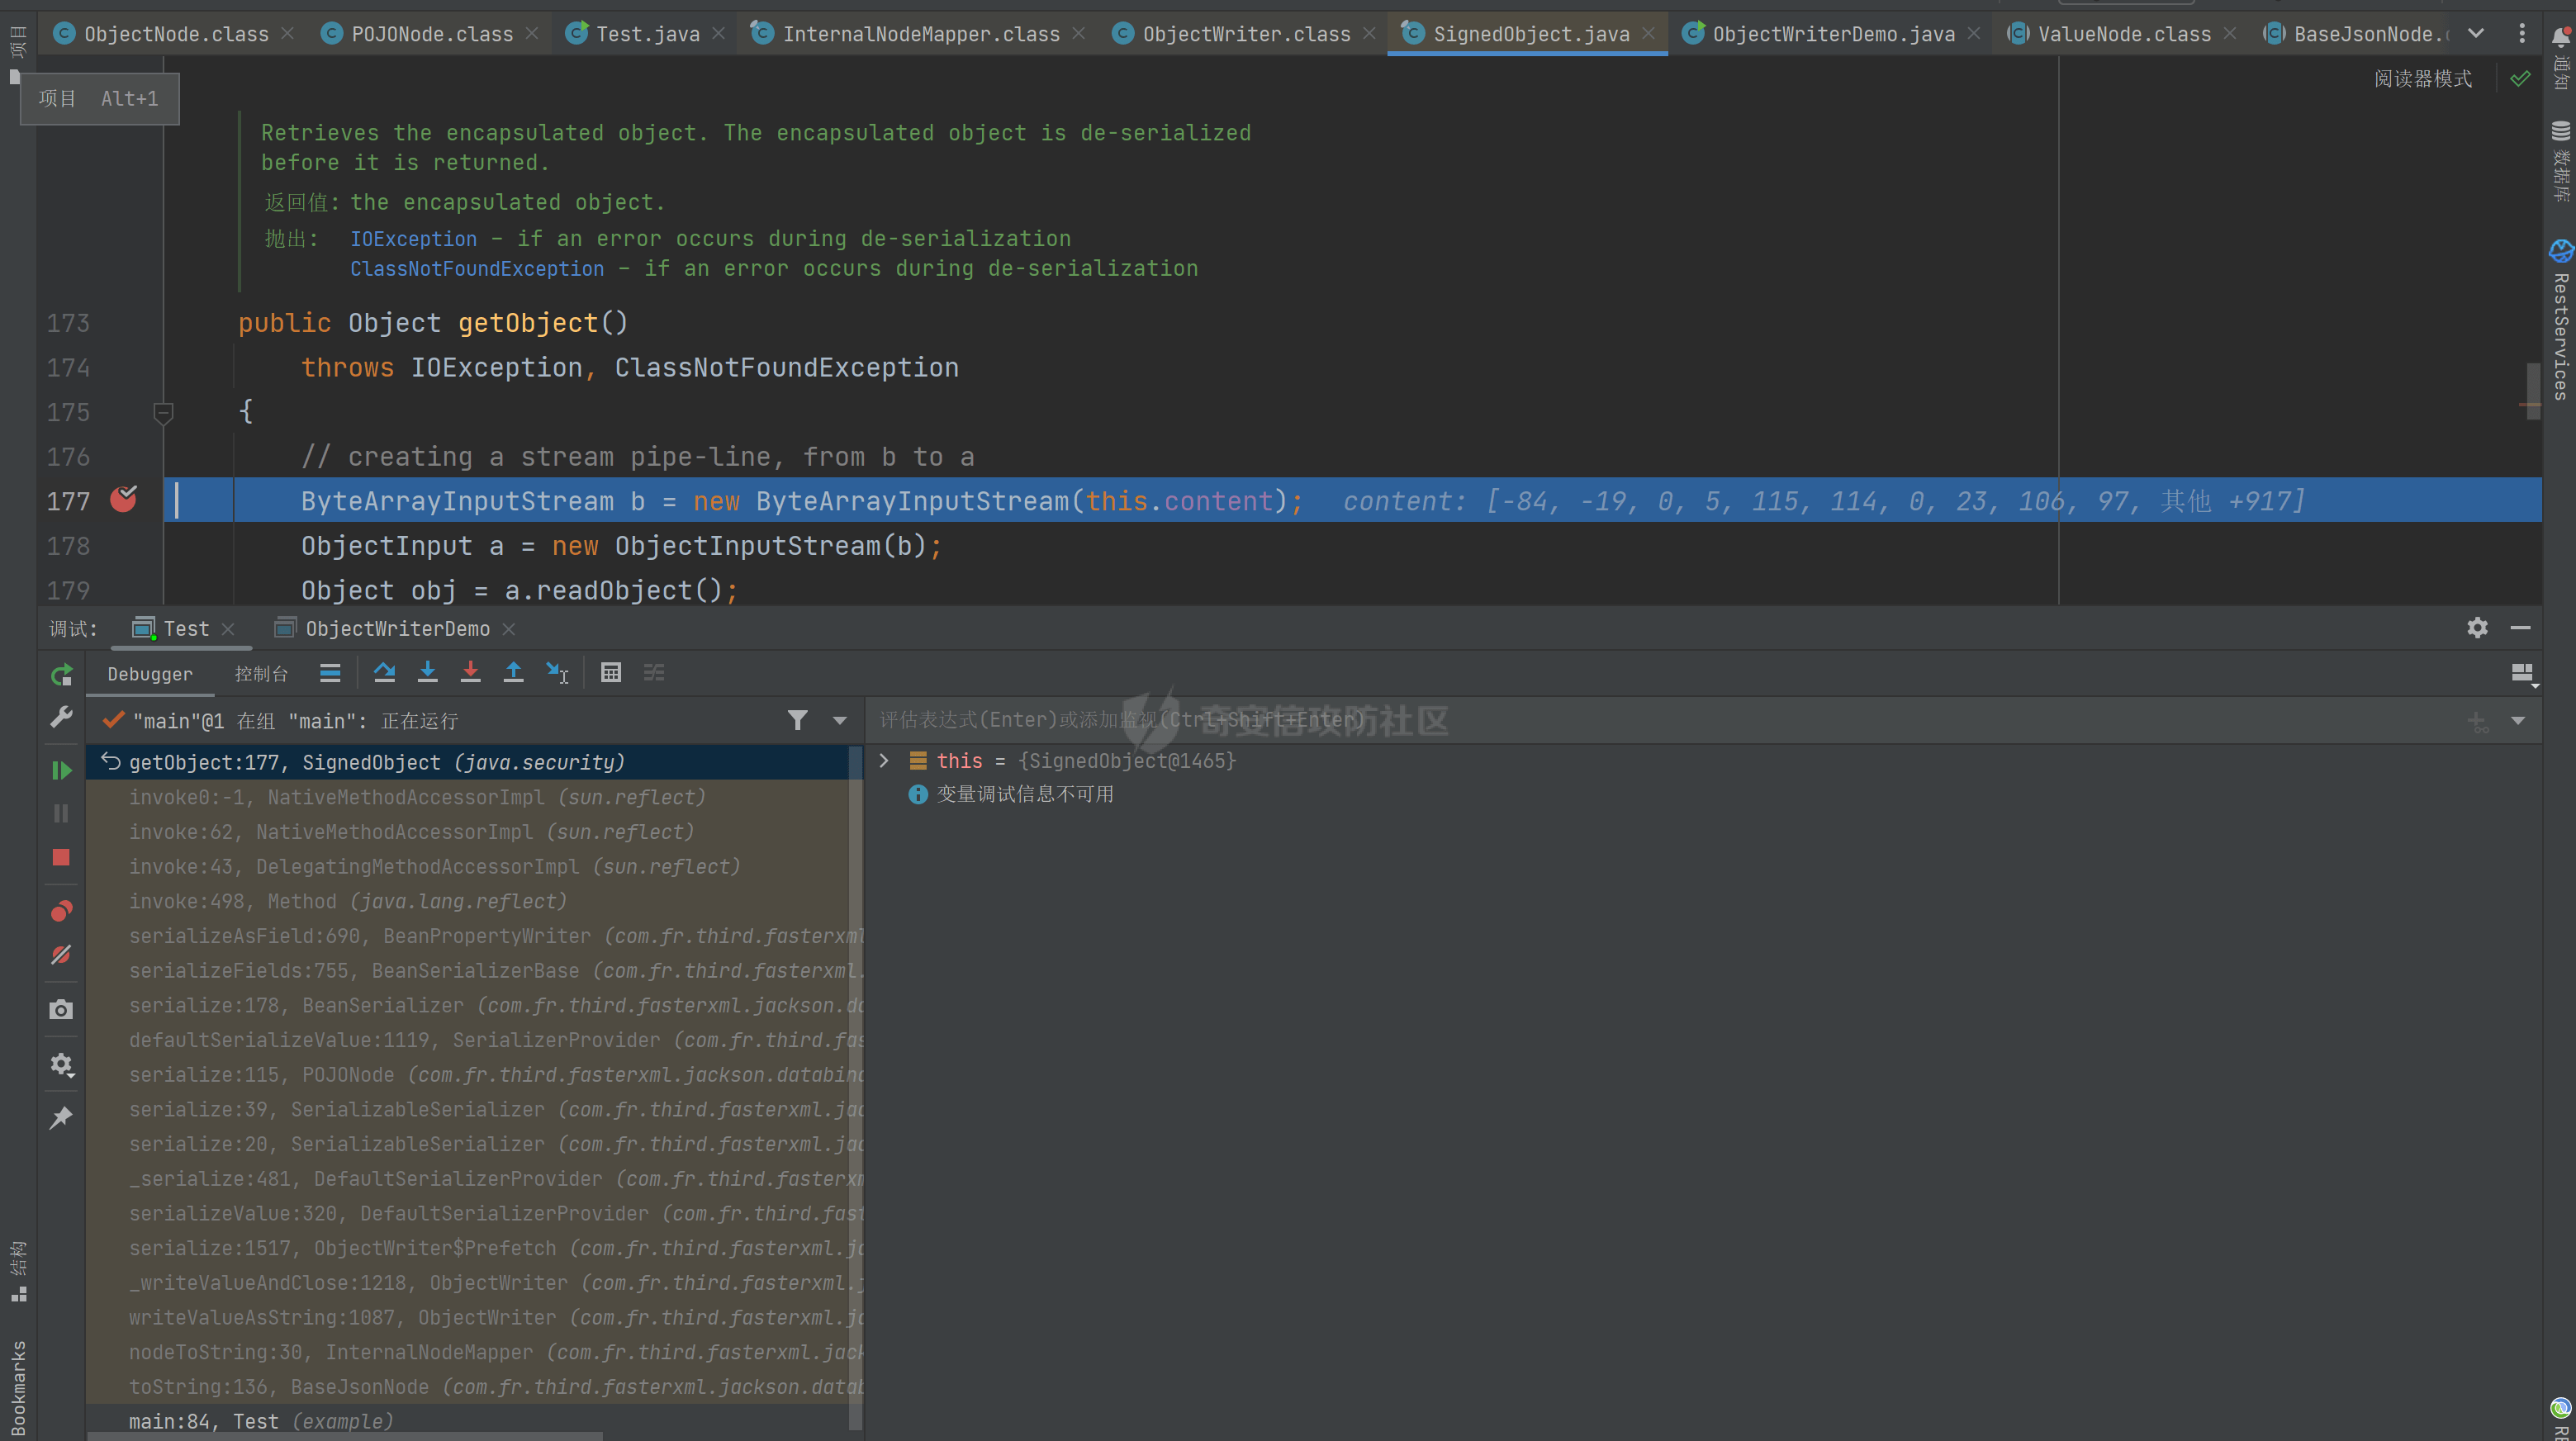 项目
ObjectNode.class
POJONode.class
Test.java
InternalNodeMapper.class
ObjectWriter.class
SignedObject.java
ObjectWriterDemo.java
ValueNode.class
BaseJsonNode.
通知
数据库
RestServices
项目 Alt+1
阅读器模式
Retrieves the encapsulated object. The encapsulated object is de-serialized
before it is returned.
返回值: the encapsulated object.
抛出: IOException – if an error occurs during de-serialization
ClassNotFoundException – if an error occurs during de-serialization
173 public Object getObject()
174 throws IOException, ClassNotFoundException
175 {
176 // creating a stream pipe-line, from b to a
177 ByteArrayInputStream b = new ByteArrayInputStream(this.content); content: [-84, -19, 0, 5, 115, 114, 0, 23, 106, 97, 其他 +917]
178 ObjectInput a = new ObjectInputStream(b);
179 Object obj = a.readObject();
调试: Test ObjectWriterDemo
Debugger 控制台
"main"@1 在组 "main": 正在运行
评估表达式(Enter)或添加监视(Ctrl+Shift+Enter)
奇安信攻防社区
getObject:177, SignedObject (java.security)
invoke0:-1, NativeMethodAccessorImpl (sun.reflect)
invoke:62, NativeMethodAccessorImpl (sun.reflect)
invoke:43, DelegatingMethodAccessorImpl (sun.reflect)
invoke:498, Method (java.lang.reflect)
serializeAsField:690, BeanPropertyWriter (com.fr.third.fasterxml
serializeFields:755, BeanSerializerBase (com.fr.third.fasterxml.
serialize:178, BeanSerializer (com.fr.third.fasterxml.jackson.da
defaultSerializeValue:1119, SerializerProvider (com.fr.third.fas
serialize:115, POJONode (com.fr.third.fasterxml.jackson.databind
serialize:39, SerializableSerializer (com.fr.third.fasterxml.jac
serialize:20, SerializableSerializer (com.fr.third.fasterxml.jac
_serialize:481, DefaultSerializerProvider (com.fr.third.fasterxm
serializeValue:320, DefaultSerializerProvider (com.fr.third.fast
serialize:1517, ObjectWriter$Prefetch (com.fr.third.fasterxml.ja
_writeValueAndClose:1218, ObjectWriter (com.fr.third.fasterxml.j
writeValueAsString:1087, ObjectWriter (com.fr.third.fasterxml.ja
nodeToString:30, InternalNodeMapper (com.fr.third.fasterxml.jack
toString:136, BaseJsonNode (com.fr.third.fasterxml.jackson.datab
main:84, Test (example)
this = {SignedObject@1465}
变量调试信息不可用
结构
Bookmarks